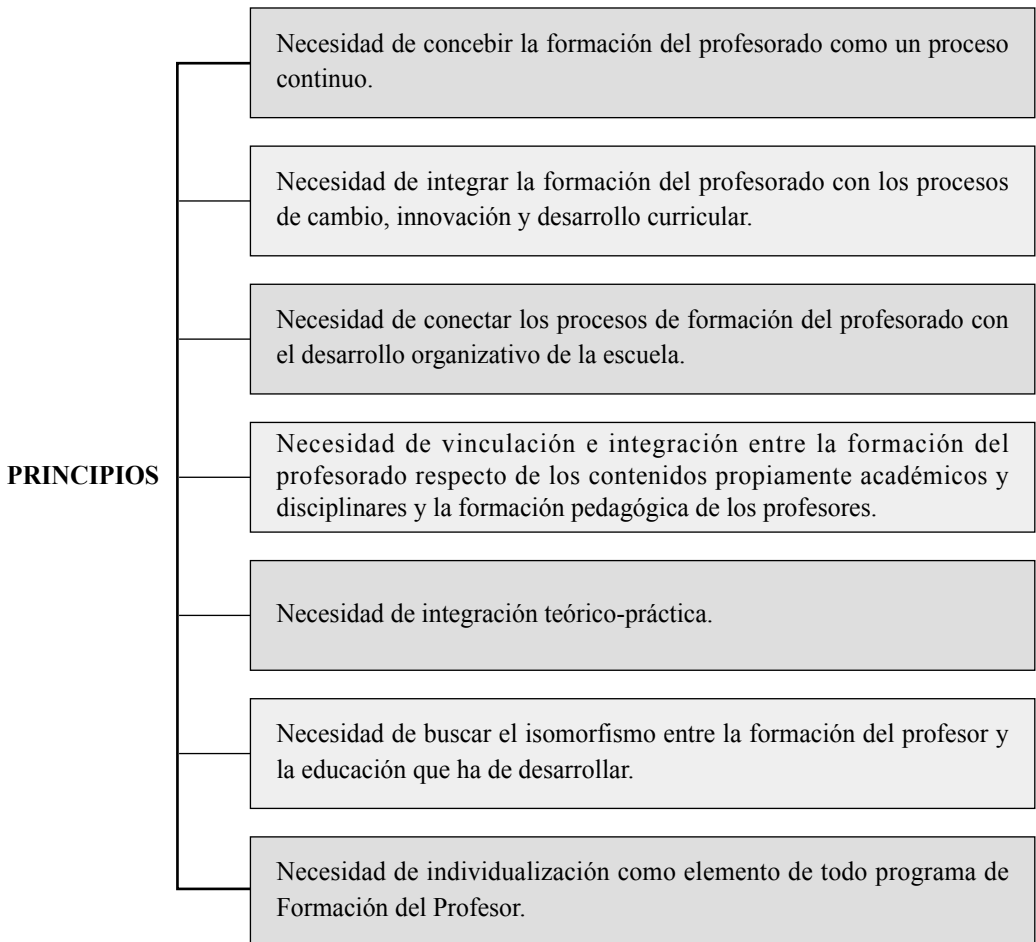 Necesidad de concebir la formación del profesorado como un proceso
continuo.
Necesidad de integrar la formación del profesorado con los procesos
de cambio, innovación y desarrollo curricular.
Necesidad de conectar los procesos de formación del profesorado con
el desarrollo organizativo de la escuela.
PRINCIPIOS
Necesidad de vinculación e integración entre la formación del
profesorado respecto de los contenidos propiamente académicos y
disciplinares y la formación pedagógica de los profesores.
Necesidad de integración teórico-práctica.
Necesidad de buscar el isomorfismo entre la formación del profesor y
la educación que ha de desarrollar.
Necesidad de individualización como elemento de todo programa de
Formación del Profesor.